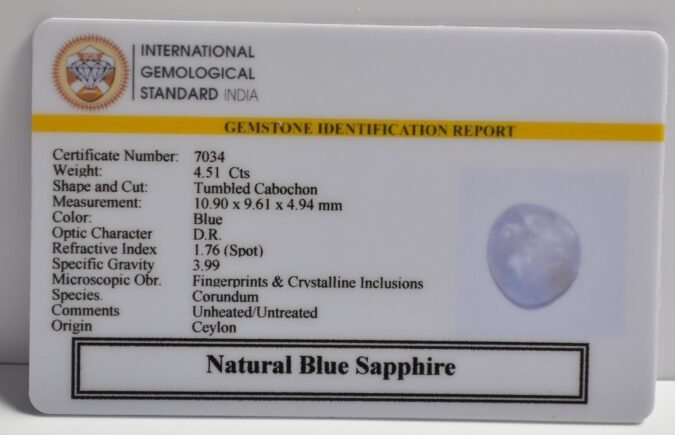 INTERNATIONAL
GEMOLOGICAL
STANDARD INDIA
GEMSTONE IDENTIFICATION REPORT
Certificate Number: 7034
Weight: 4.51 Cts
Shape and Cut: Tumbled Cabochon
Measurement: 10.90 x 9.61 x 4.94 mm
Color: Blue
Optic Character D.R.
Refractive Index 1.76 (Spot)
Specific Gravity 3.99
Microscopic Obr. Fingerprints & Crystalline Inclusions
Species. Corundum
Comments Unheated/Untreated
Origin Ceylon
Natural Blue Sapphire